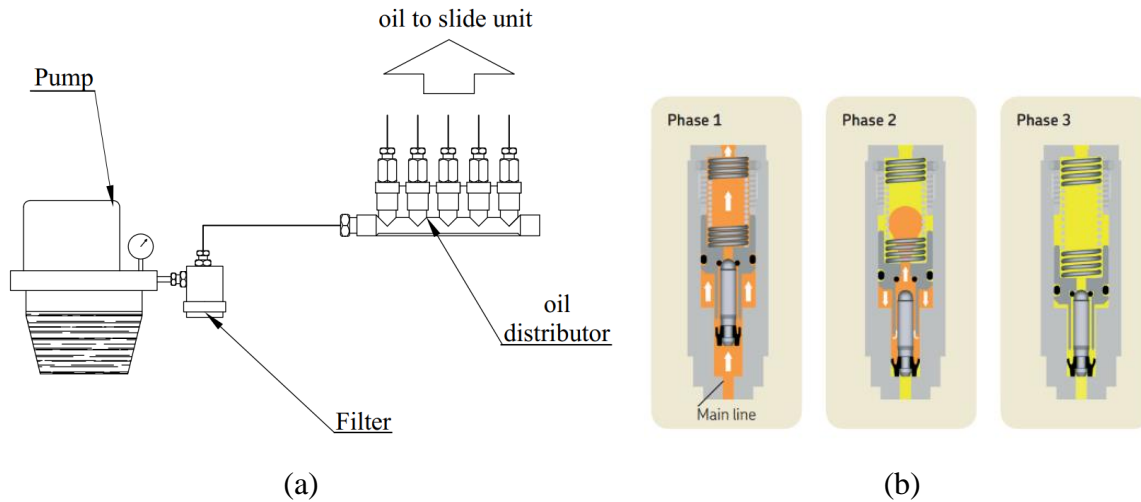 oil to slide unit
Pump
oil
distributor
Filter
(a)
Phase 1
Phase 2
Phase 3
Main line
(b)